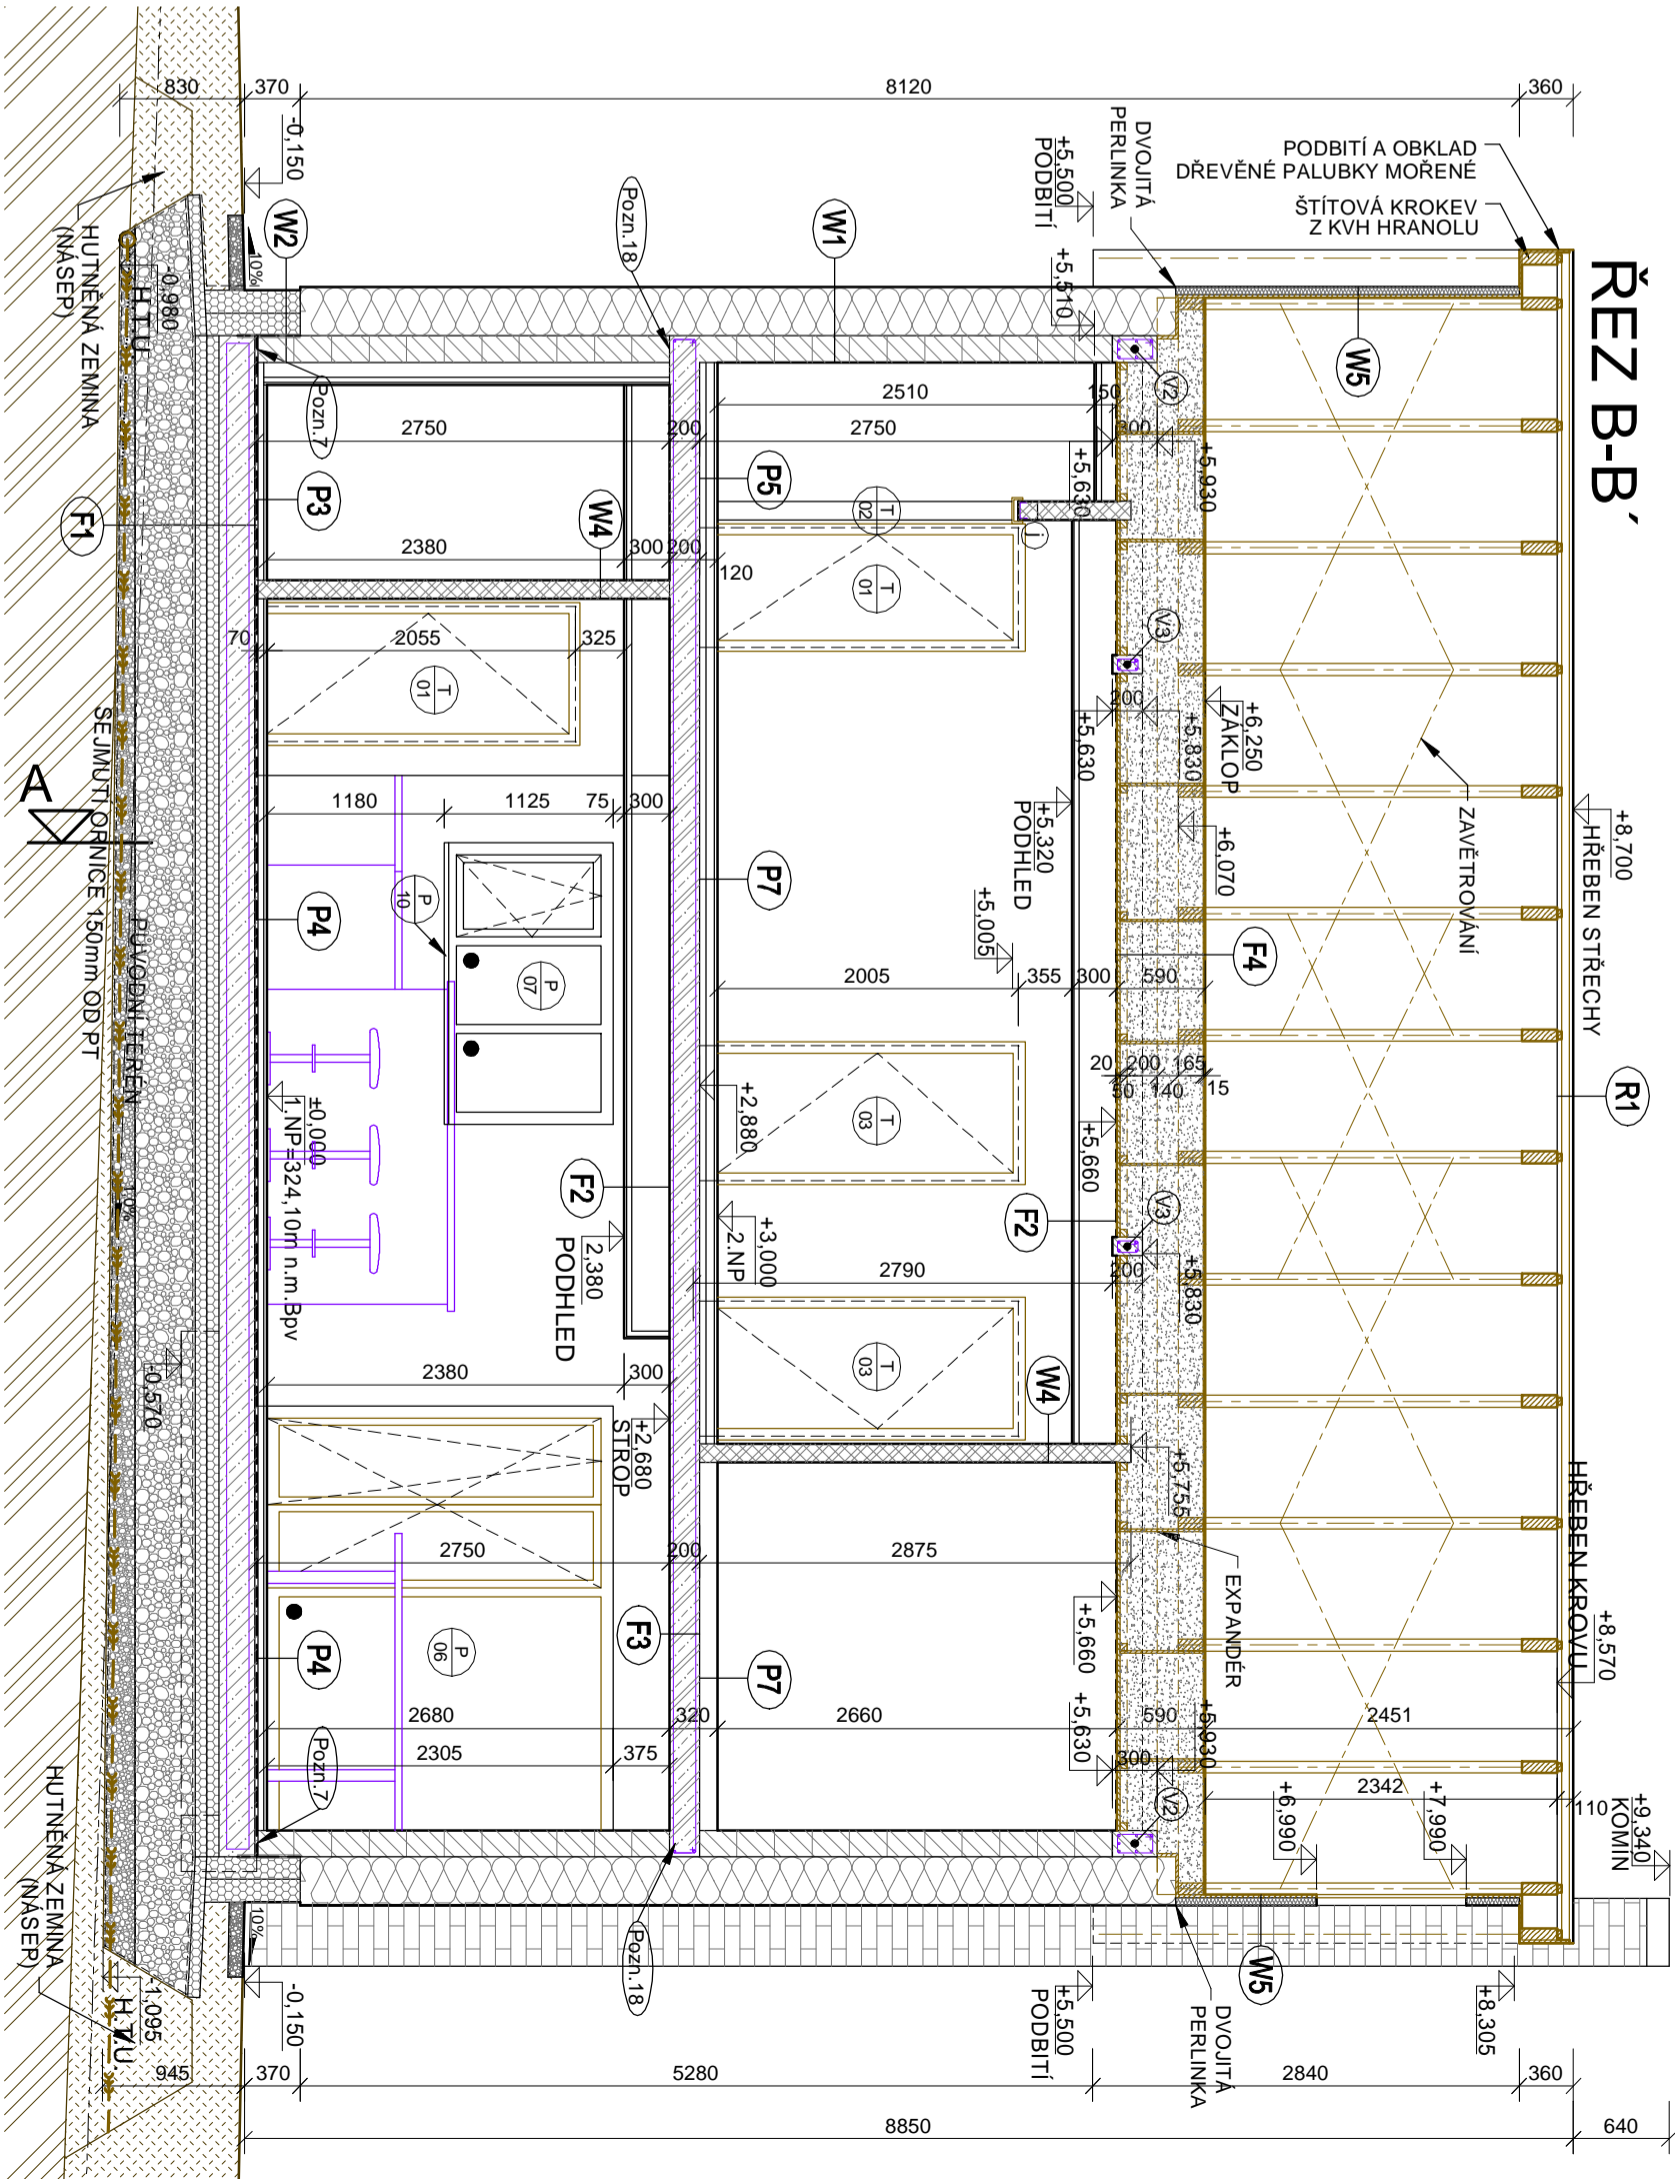 ŘEZ B-B´
830
370
8120
360
-0,150
DVOJITÁ
PERLINKA
+5,500
PODBITÍ
PODBITÍ A OBKLAD
DŘEVĚNÉ PALUBKY MOŘENÉ
ŠTÍTOVÁ KROKEV
Z KVH HRANOLU
W2
Pozn.18
W1
+5,510
W5
HUTNĚNÁ ZEMINA
(NÁSEP)
-0,980
H.T.U.
10%
Pozn.7
2510
150
V2
2750
200
2750
300
+5,930
+5,630
P3
W4
P5
T
02
j
F1
2380
300
200
120
T
01
V3
70
2055
325
T
01
200
+5,830
+5,630
+6,250
ZÁKLOP
ZAVĚTROVÁNÍ
+8,700
HŘEBEN STŘECHY
A
SEJMUTÍ ORNICE 150mm OD PT
1180
1125
75
300
+5,320
PODHLED
+6,070
P4
P7
P
10
+5,005
F4
PŮVODNÍ TERÉN
P
07
2005
355
300
590
R1
20
200
165
50
140
15
±0,000
1.NP=324,10m n.m.Bpv
+2,880
T
03
+5,660
1,0%
F2
+3,000
2.NP
F2
V3
2,380
PODHLED
2790
200
+5,830
-0,570
2380
300
T
03
W4
+2,680
STROP
+5,755
HŘEBEN KROVU
+8,570
2750
200
2875
EXPANDÉR
+5,660
P4
P
06
F3
P7
2680
320
2660
590
+5,930
2451
+5,630
2305
375
300
V2
2342
110
Pozn.7
+6,990
+7,990
+9,340
KOMÍN
HUTNĚNÁ ZEMINA
(NÁSEP)
10%
Pozn.18
W5
-1,095
H.T.U.
-0,150
+5,500
PODBITÍ
DVOJITÁ
PERLINKA
+8,305
945
370
5280
2840
360
8850
640